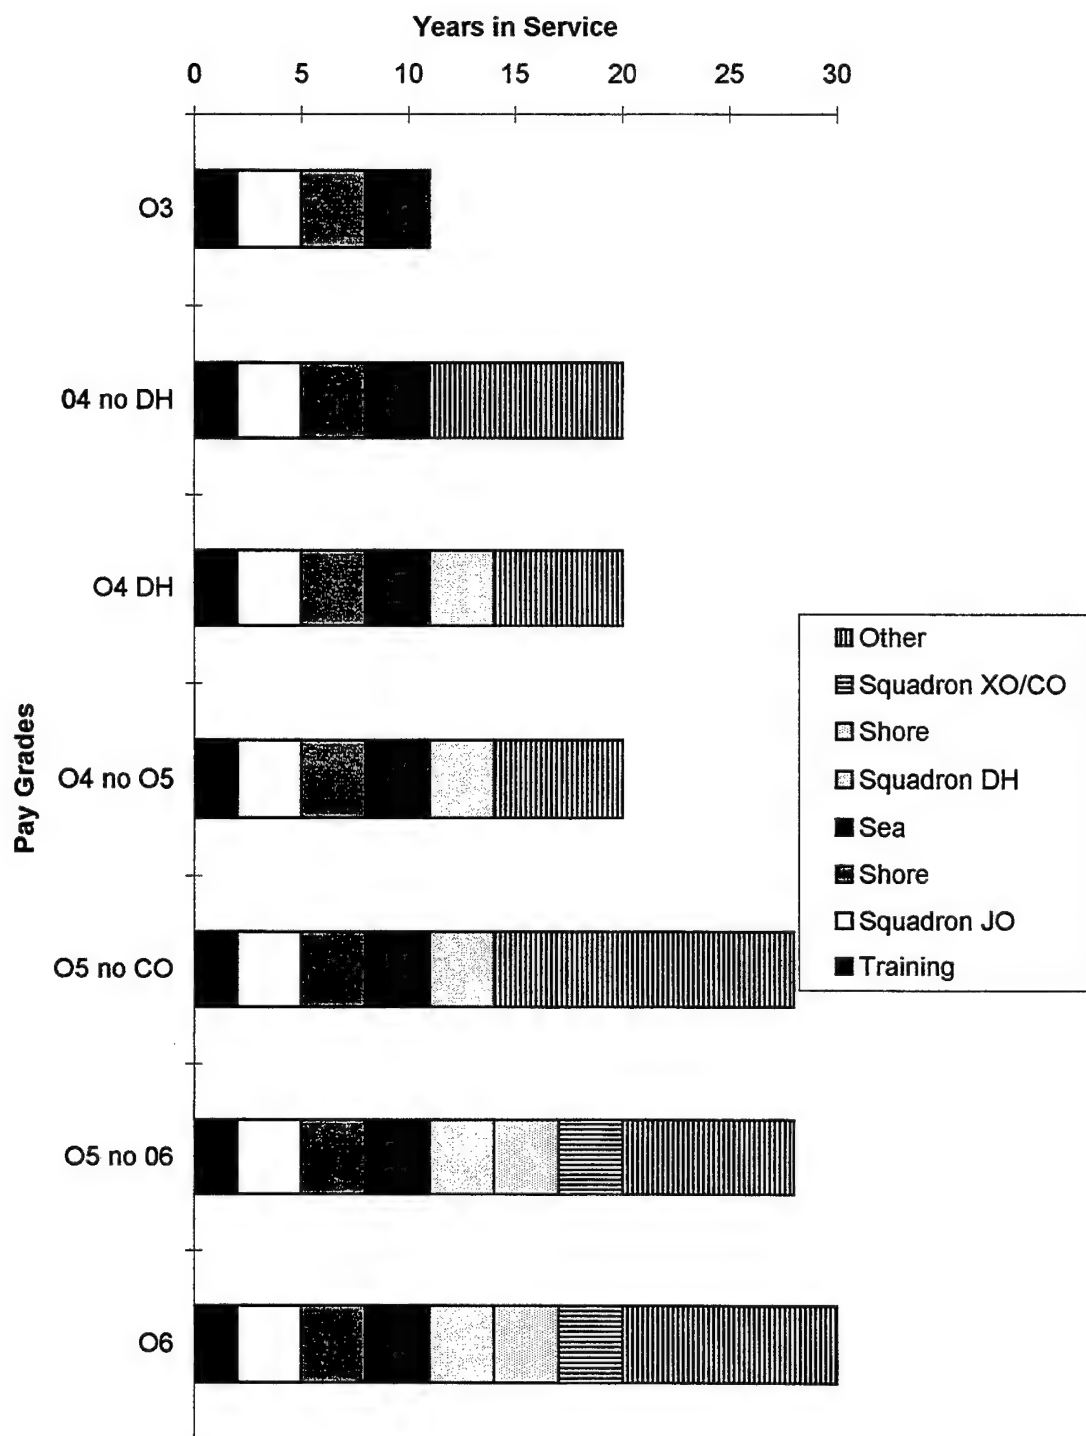 Years in Service
0 5 10 15 20 25 30
O3
04 no DH
O4 DH
O4 no O5
O5 no CO
O5 no 06
O6
Pay Grades
Other
Squadron XO/CO
Shore
Squadron DH
Sea
Shore
Squadron JO
Training